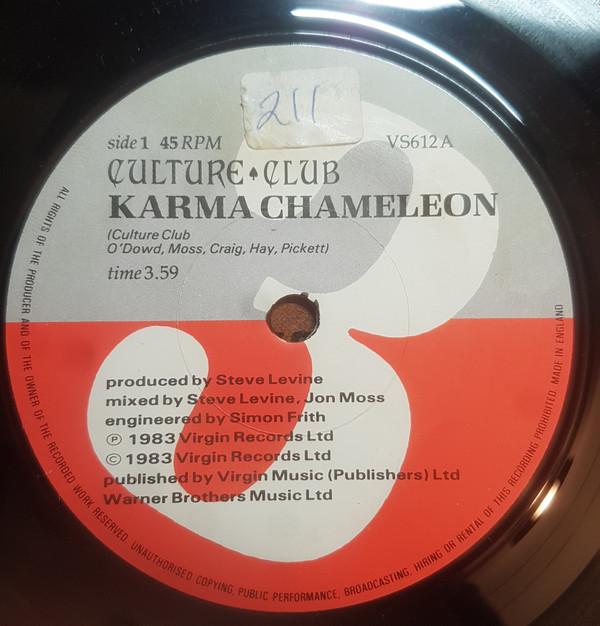 211
side 1 45 RPM VS612A
CULTURE♠CLUB
KARMA CHAMELEON
(Culture Club
O'Dowd, Moss, Craig, Hay, Pickett)
time 3.59
3
produced by Steve Levine
mixed by Steve Levine, Jon Moss
engineered by Simon Frith
℗ 1983 Virgin Records Ltd
© 1983 Virgin Records Ltd
published by Virgin Music (Publishers) Ltd
Warner Brothers Music Ltd
ALL RIGHTS OF THE PRODUCER AND OF THE OWNER OF THE RECORDED WORK RESERVED. UNAUTHORISED COPYING, PUBLIC PERFORMANCE, BROADCASTING, HIRING OR RENTAL OF THIS RECORDING PROHIBITED. MADE IN ENGLAND